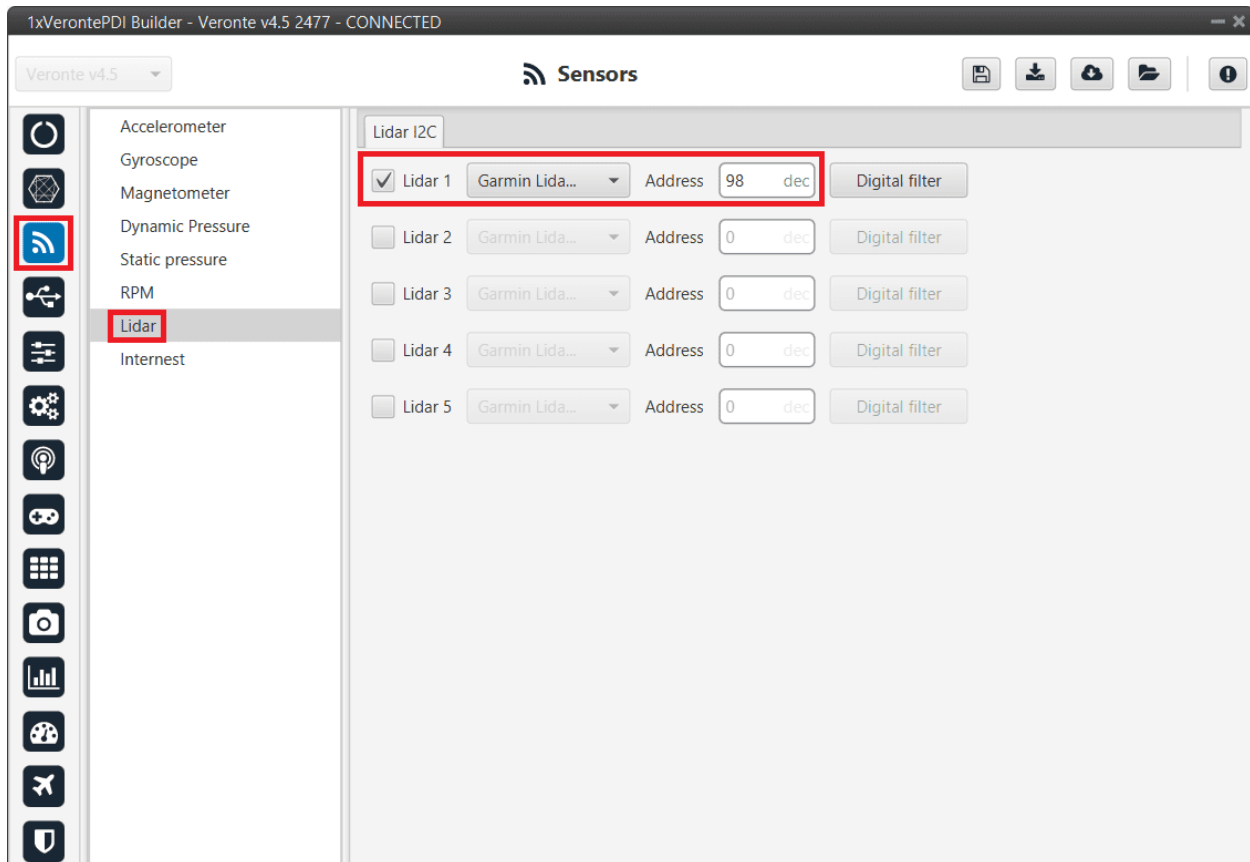 1xVerontePDI Builder - Veronte v4.5 2477 - CONNECTED
Veronte v4.5
Sensors
Accelerometer
Gyroscope
Magnetometer
Dynamic Pressure
Static pressure
RPM
Lidar
Internest
Lidar I2C
Lidar 1 Garmin Lida... Address 98 dec Digital filter
Lidar 2 Garmin Lida... Address 0 dec Digital filter
Lidar 3 Garmin Lida... Address 0 dec Digital filter
Lidar 4 Garmin Lida... Address 0 dec Digital filter
Lidar 5 Garmin Lida... Address 0 dec Digital filter